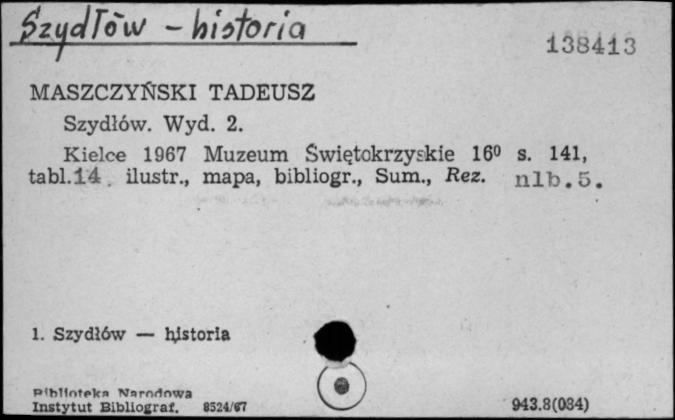 Szydłów – historia
138413
MASZCZYŃSKI TADEUSZ
Szydłów. Wyd. 2.
Kielce 1967 Muzeum Świętokrzyskie 16⁰ s. 141,
tabl.14. ilustr., mapa, bibliogr., Sum., Rez. nlb.5.
1. Szydłów — historia
Biblioteka Narodowa
Instytut Bibliograf. 8524/67
943.8(084)